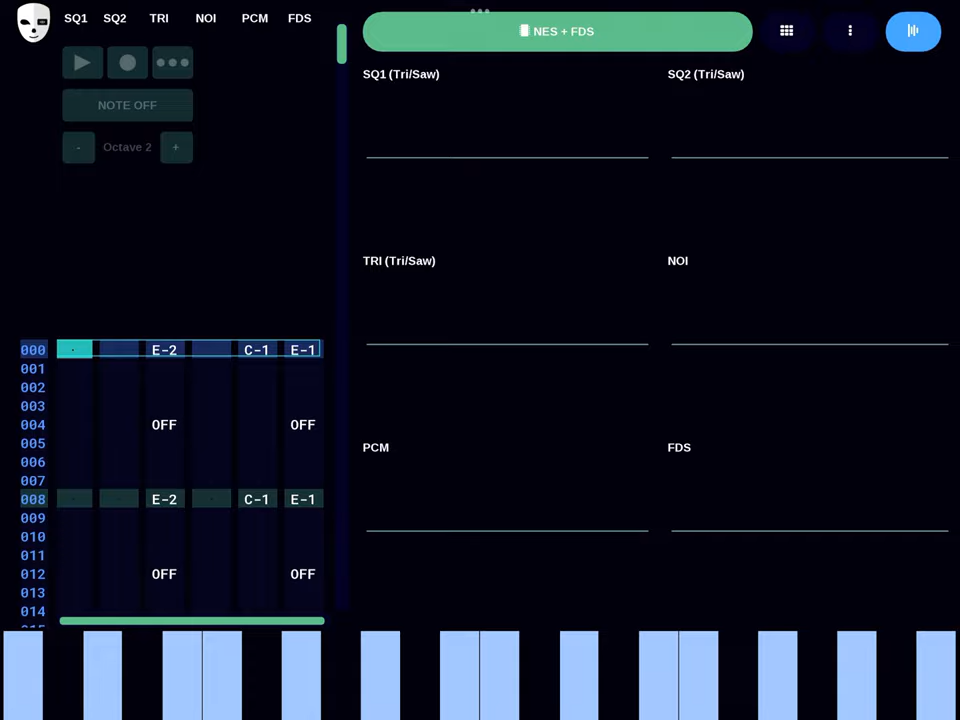 SQ1 SQ2 TRI NOI PCM FDS
NES + FDS
NOTE OFF
- Octave 2 +
SQ1 (Tri/Saw) SQ2 (Tri/Saw)
TRI (Tri/Saw) NOI
PCM FDS
000 · E-2 C-1 E-1
001
002
003
004 OFF OFF
005
006
007
008 · · E-2 · C-1 E-1
009
010
011
012 OFF OFF
013
014